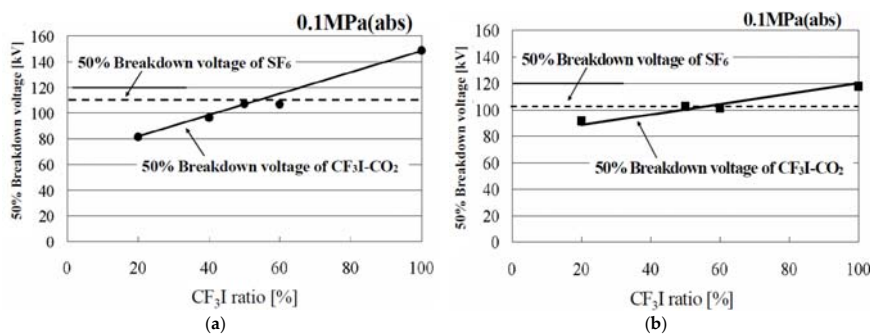 0.1MPa(abs)
50% Breakdown voltage [kV]
160
140
120
100
80
60
40
20
0
50% Breakdown voltage of SF₆
50% Breakdown voltage of CF₃I-CO₂
0 20 40 60 80 100
CF₃I ratio [%]
(a)
0.1MPa(abs)
50% Breakdown voltage [kV]
160
140
120
100
80
60
40
20
0
50% Breakdown voltage of SF₆
50% Breakdown voltage of CF₃I-CO₂
0 20 40 60 80 100
CF₃I ratio [%]
(b)